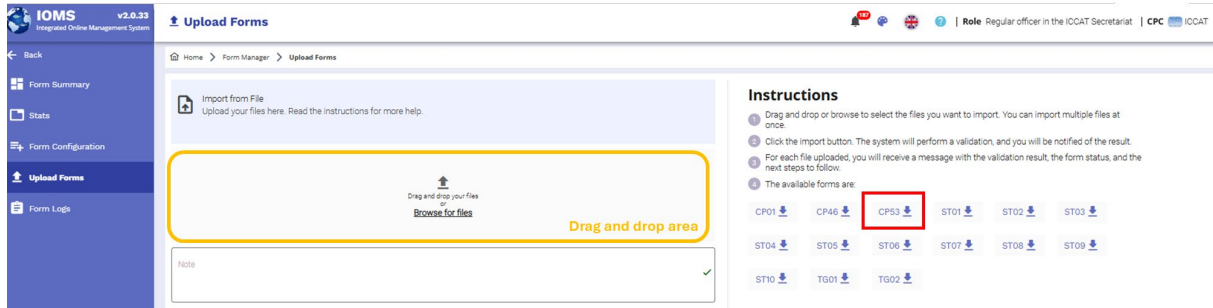 IOMS v2.0.33
Integrated Online Management System
Upload Forms
187
Role Regular officer in the ICCAT Secretariat | CPC ICCAT
Back
Form Summary
Stats
Form Configuration
Upload Forms
Form Logs
Home > Form Manager > Upload Forms
Import from File
Upload your files here. Read the instructions for more help.
Drag and drop your files
or
Browse for files
Drag and drop area
Note
Instructions
1 Drag and drop or browse to select the files you want to import. You can import multiple files at
once.
2 Click the import button. The system will perform a validation, and you will be notified of the result.
3 For each file uploaded, you will receive a message with the validation result, the form status, and the
next steps to follow.
4 The available forms are:
CP01 CP46 CP53 ST01 ST02 ST03
ST04 ST05 ST06 ST07 ST08 ST09
ST10 TG01 TG02